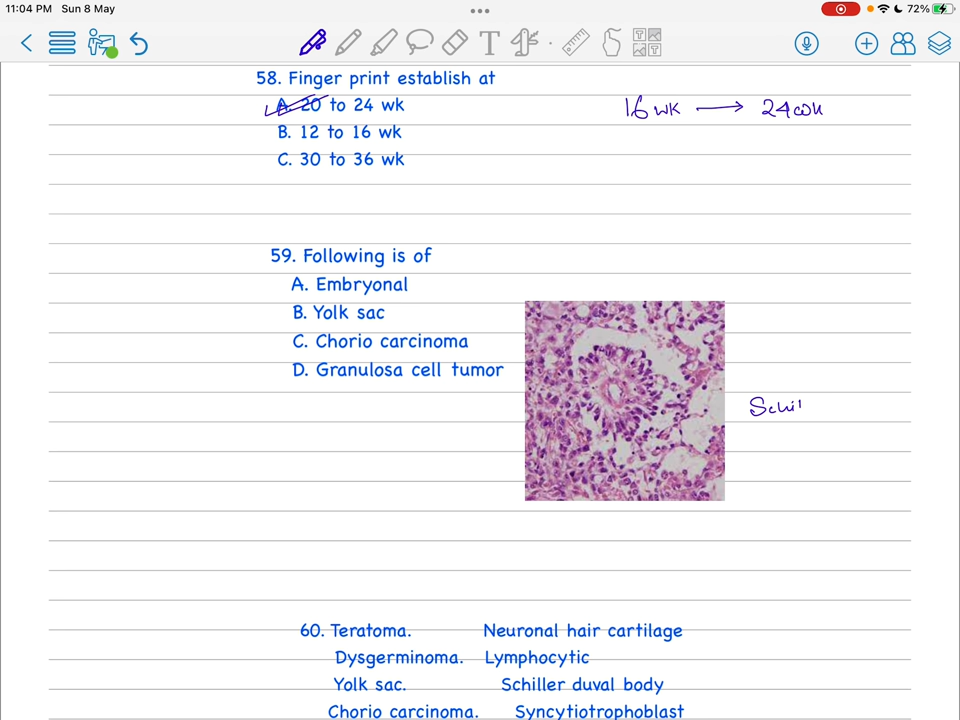 11:04 PM Sun 8 May
72%
58. Finger print establish at
A. 20 to 24 wk
16 wk → 24 wk
B. 12 to 16 wk
C. 30 to 36 wk
59. Following is of
A. Embryonal
B. Yolk sac
C. Chorio carcinoma
D. Granulosa cell tumor
Schil
60. Teratoma. Neuronal hair cartilage
Dysgerminoma. Lymphocytic
Yolk sac. Schiller duval body
Chorio carcinoma. Syncytiotrophoblast